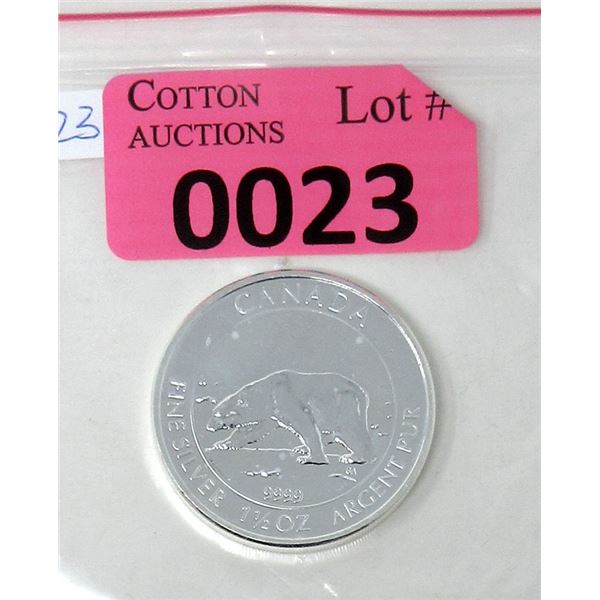 COTTON
AUCTIONS
Lot #
0023
23
CANADA
FINE SILVER 1½ OZ ARGENT PUR
9999